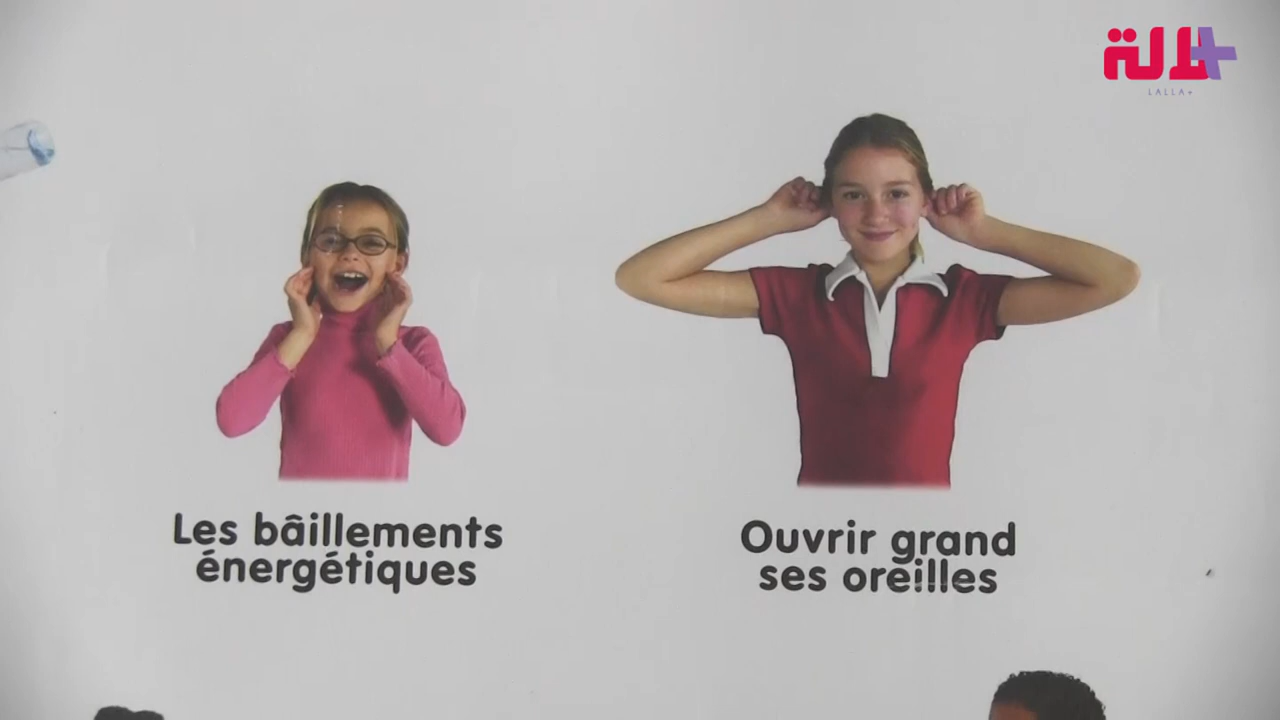 لالة+
LALLA+
Les bâillements
énergétiques
Ouvrir grand
ses oreilles